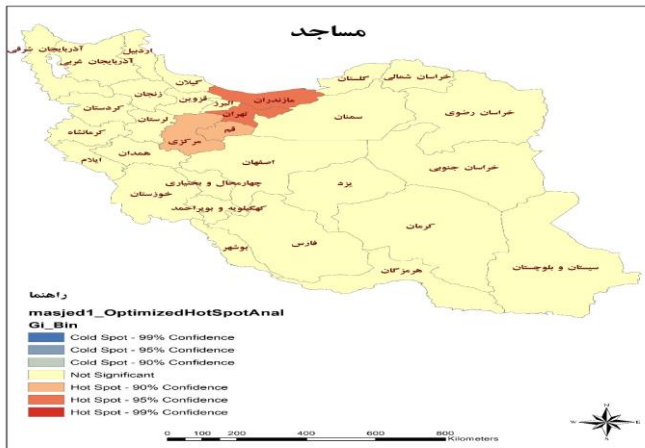 مساجد
آذربایجان شرقی
اردبیل
آذربایجان غربی
گیلان
گلستان
خراسان شمالی
زنجان
قزوین
البرز
مازندران
کردستان
تهران
سمنان
خراسان رضوی
کرمانشاه
لرستان
قم
مرکزی
همدان
ایلام
اصفهان
خراسان جنوبی
چهارمحال و بختیاری
یزد
خوزستان
کهگیلویه و بویراحمد
کرمان
فارس
بوشهر
هرمزگان
سیستان و بلوچستان
راهنما
masjed1_OptimizedHotSpotAnal
Gi_Bin
Cold Spot - 99% Confidence
Cold Spot - 95% Confidence
Cold Spot - 90% Confidence
Not Significant
Hot Spot - 90% Confidence
Hot Spot - 95% Confidence
Hot Spot - 99% Confidence
0 100 200 400 600 800
Kilometers
N
W E
S